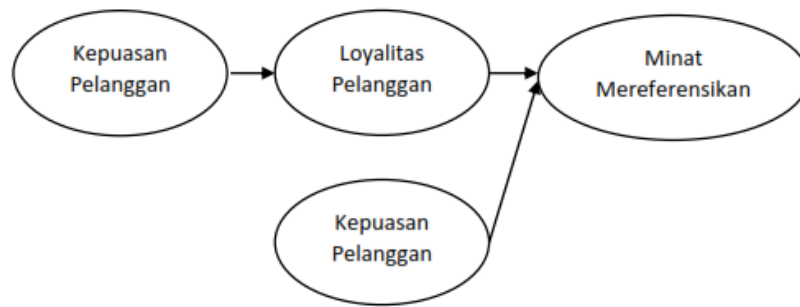 Kepuasan
Pelanggan
Loyalitas
Pelanggan
Minat
Mereferensikan
Kepuasan
Pelanggan